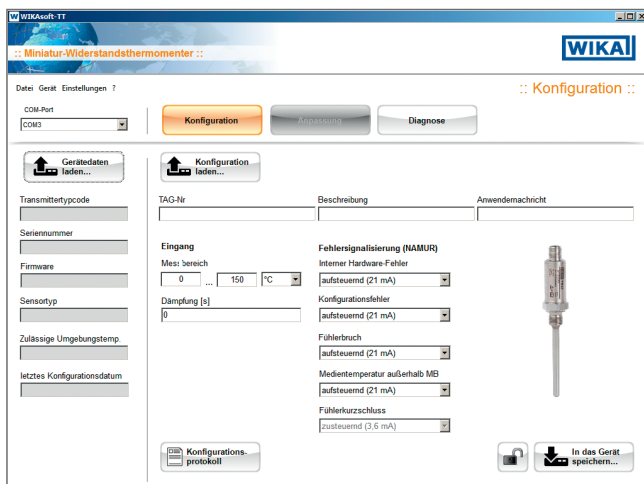 WIKAsoft-TT
:: Miniatur-Widerstandsthermomenter ::
WIKA
Datei Gerät Einstellungen ?
:: Konfiguration ::
COM-Port
COM3
Konfiguration
Anpassung
Diagnose
Gerätedaten
laden...
Konfiguration
laden...
Transmittertypcode
TAG-Nr
Beschreibung
Anwendernachricht
Seriennummer
Firmware
Sensortyp
Zulässige Umgebungstemp.
letztes Konfigurationsdatum
Eingang
Messbereich
0 ... 150 °C
Dämpfung [s]
0
Fehlersignalisierung (NAMUR)
Interner Hardware-Fehler
aufsteuernd (21 mA)
Konfigurationsfehler
aufsteuernd (21 mA)
Fühlerbruch
aufsteuernd (21 mA)
Medientemperatur außerhalb MB
aufsteuernd (21 mA)
Fühlerkurzschluss
zusteuernd (3,6 mA)
Konfigurations-
protokoll
In das Gerät
speichern...